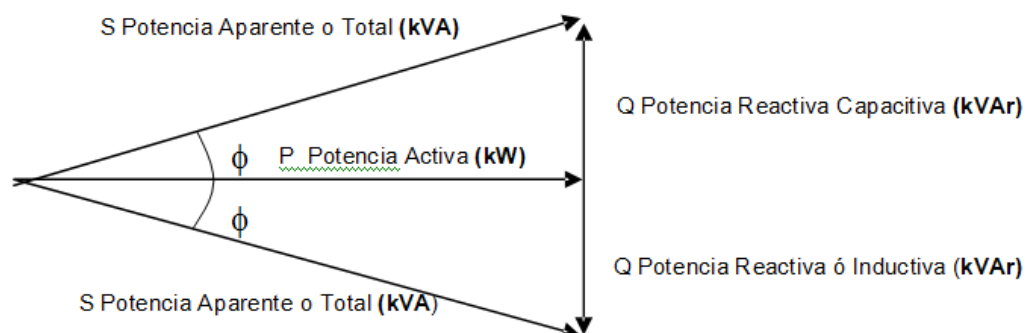 S Potencia Aparente o Total (kVA)
Q Potencia Reactiva Capacitiva (kVAr)
ϕ P Potencia Activa (kW)
ϕ
Q Potencia Reactiva ó Inductiva (kVAr)
S Potencia Aparente o Total (kVA)